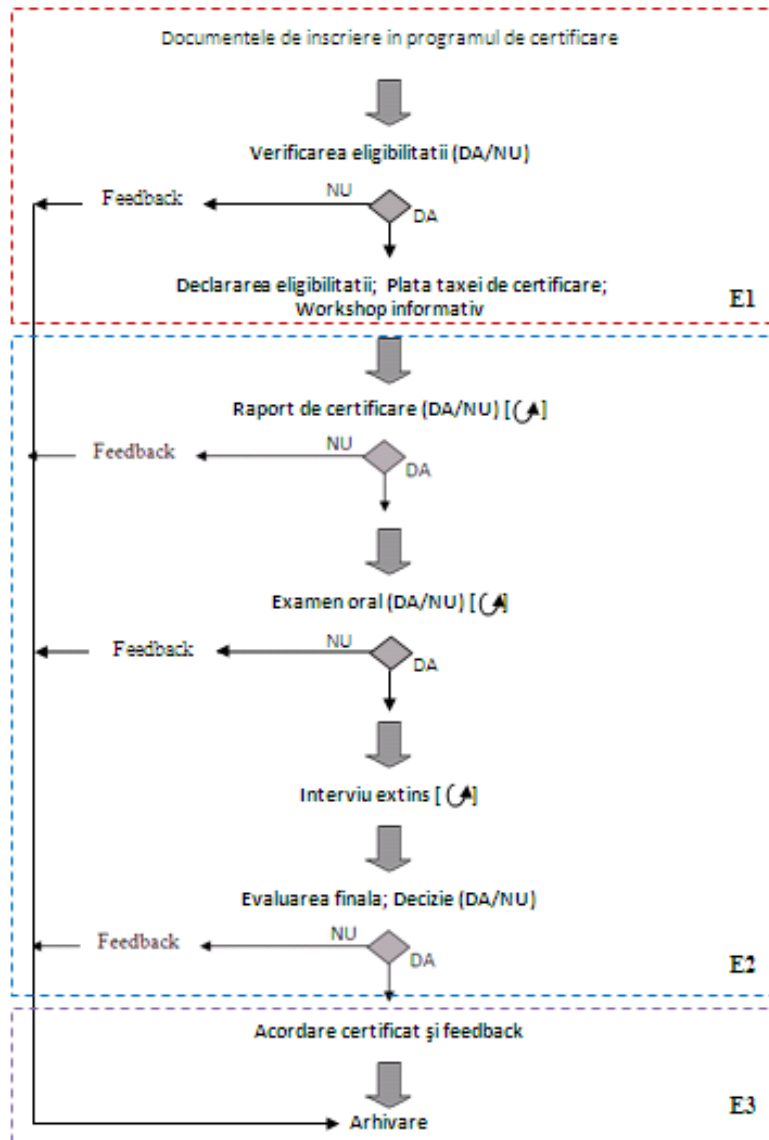 Documentele de inscriere in programul de certificare
Verificarea eligibilitatii (DA/NU)
Feedback
NU
DA
Declararea eligibilitatii; Plata taxei de certificare;
Workshop informativ
E1
Raport de certificare (DA/NU) []
Feedback
NU
DA
Examen oral (DA/NU) []
Feedback
NU
DA
Interviu extins []
Evaluarea finala; Decizie (DA/NU)
Feedback
NU
DA
E2
Acordare certificat şi feedback
E3
Arhivare